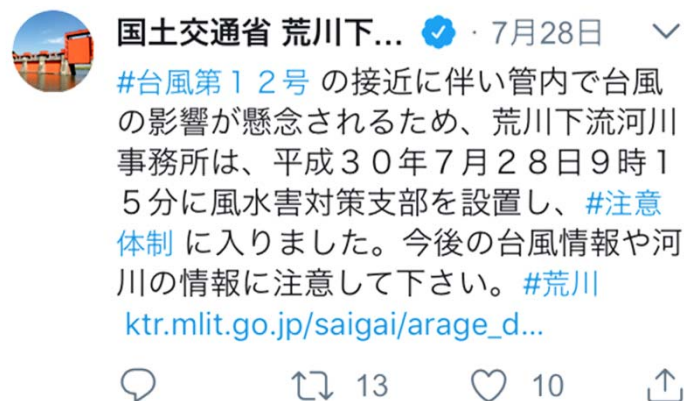 国土交通省 荒川下... · 7月28日
#台風第１２号 の接近に伴い管内で台風
の影響が懸念されるため、荒川下流河川
事務所は、平成３０年７月２８日９時１
５分に風水害対策支部を設置し、#注意
体制 に入りました。今後の台風情報や河
川の情報に注意して下さい。#荒川
ktr.mlit.go.jp/saigai/arage_d...
13 10